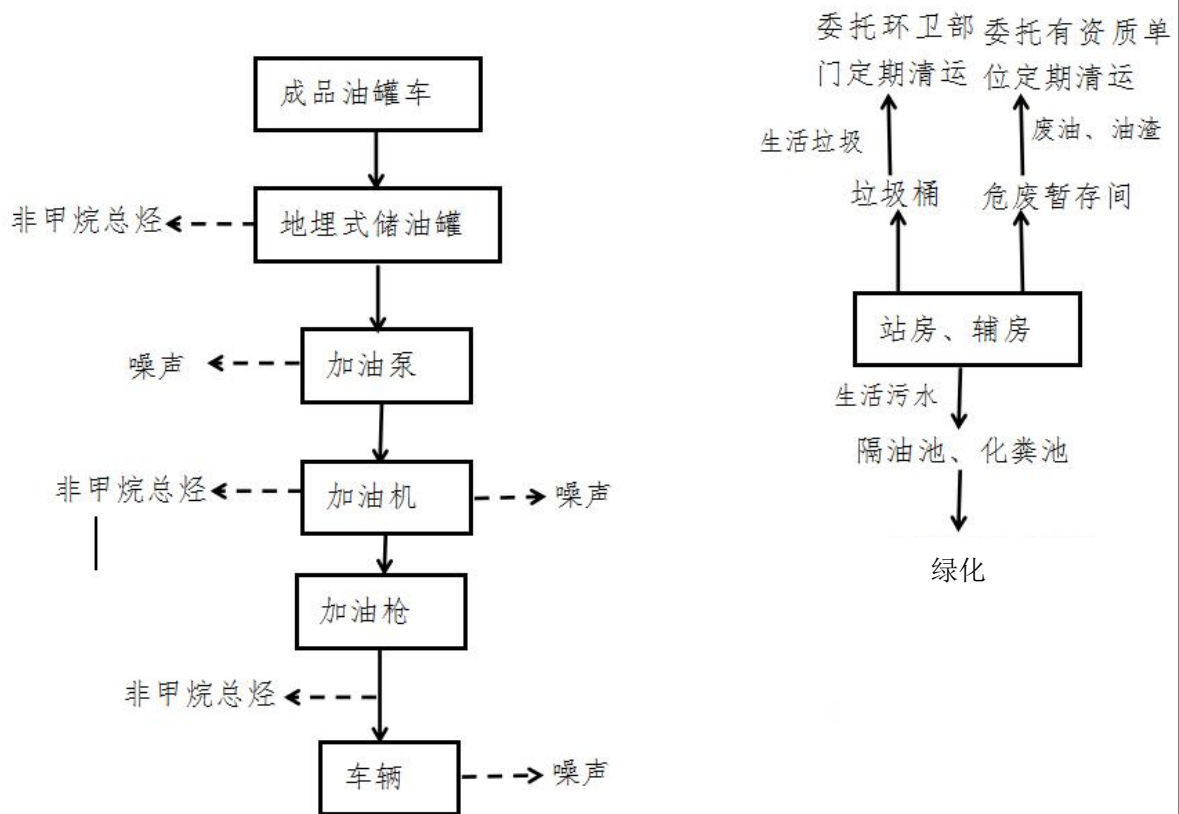 成品油罐车
非甲烷总烃
地埋式储油罐
噪声
加油泵
非甲烷总烃
加油机
噪声
加油枪
非甲烷总烃
车辆
噪声
委托环卫部
门定期清运
委托有资质单
位定期清运
生活垃圾
废油、油渣
垃圾桶
危废暂存间
站房、辅房
生活污水
隔油池、化粪池
绿化